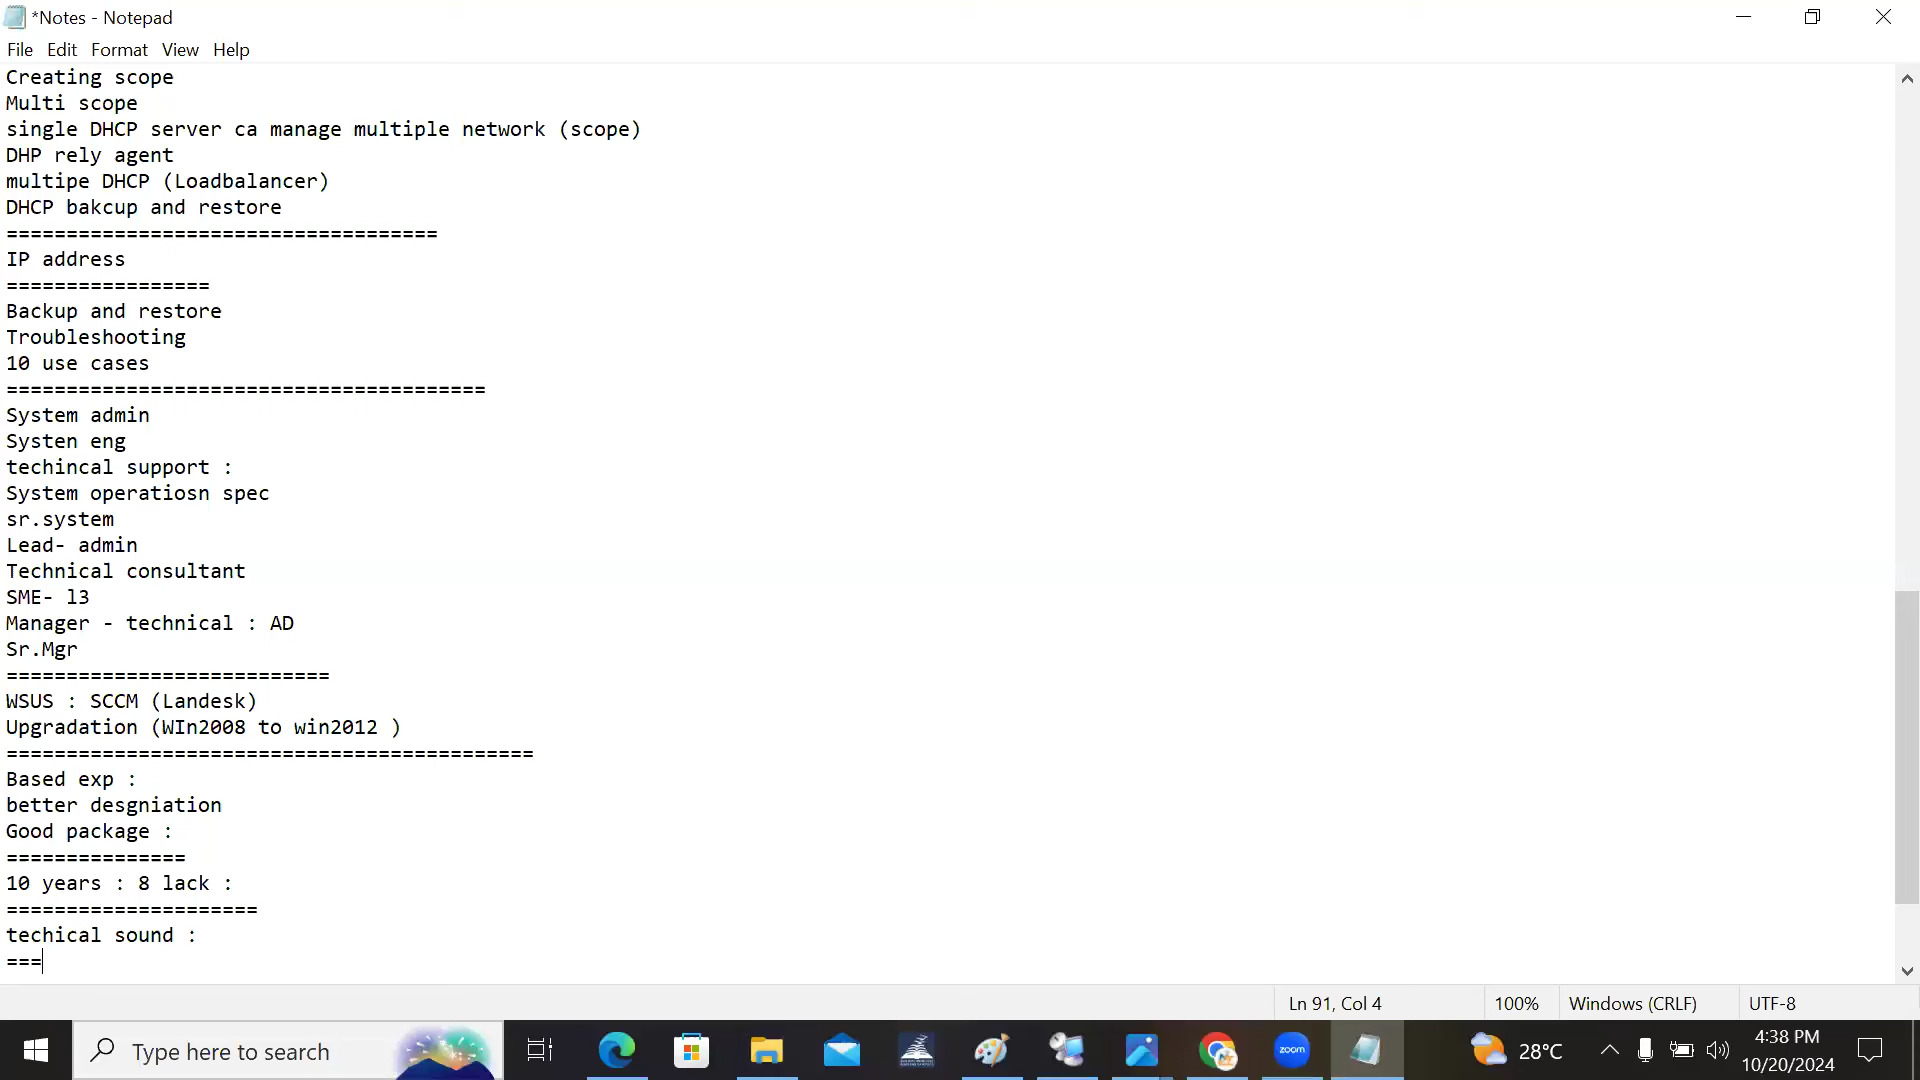 *Notes - Notepad
File Edit Format View Help
Creating scope
Multi scope
single DHCP server ca manage multiple network (scope)
DHP rely agent
multipe DHCP (Loadbalancer)
DHCP bakcup and restore
====================================
IP address
=================
Backup and restore
Troubleshooting
10 use cases
========================================
System admin
Systen eng
techincal support :
System operatiosn spec
sr.system
Lead- admin
Technical consultant
SME- l3
Manager - technical : AD
Sr.Mgr
===========================
WSUS : SCCM (Landesk)
Upgradation (WIn2008 to win2012 )
============================================
Based exp :
better desgniation
Good package :
===============
10 years : 8 lack :
=====================
techical sound :
===
Ln 91, Col 4 100% Windows (CRLF) UTF-8
Type here to search
zoom
28°C
4:38 PM
10/20/2024